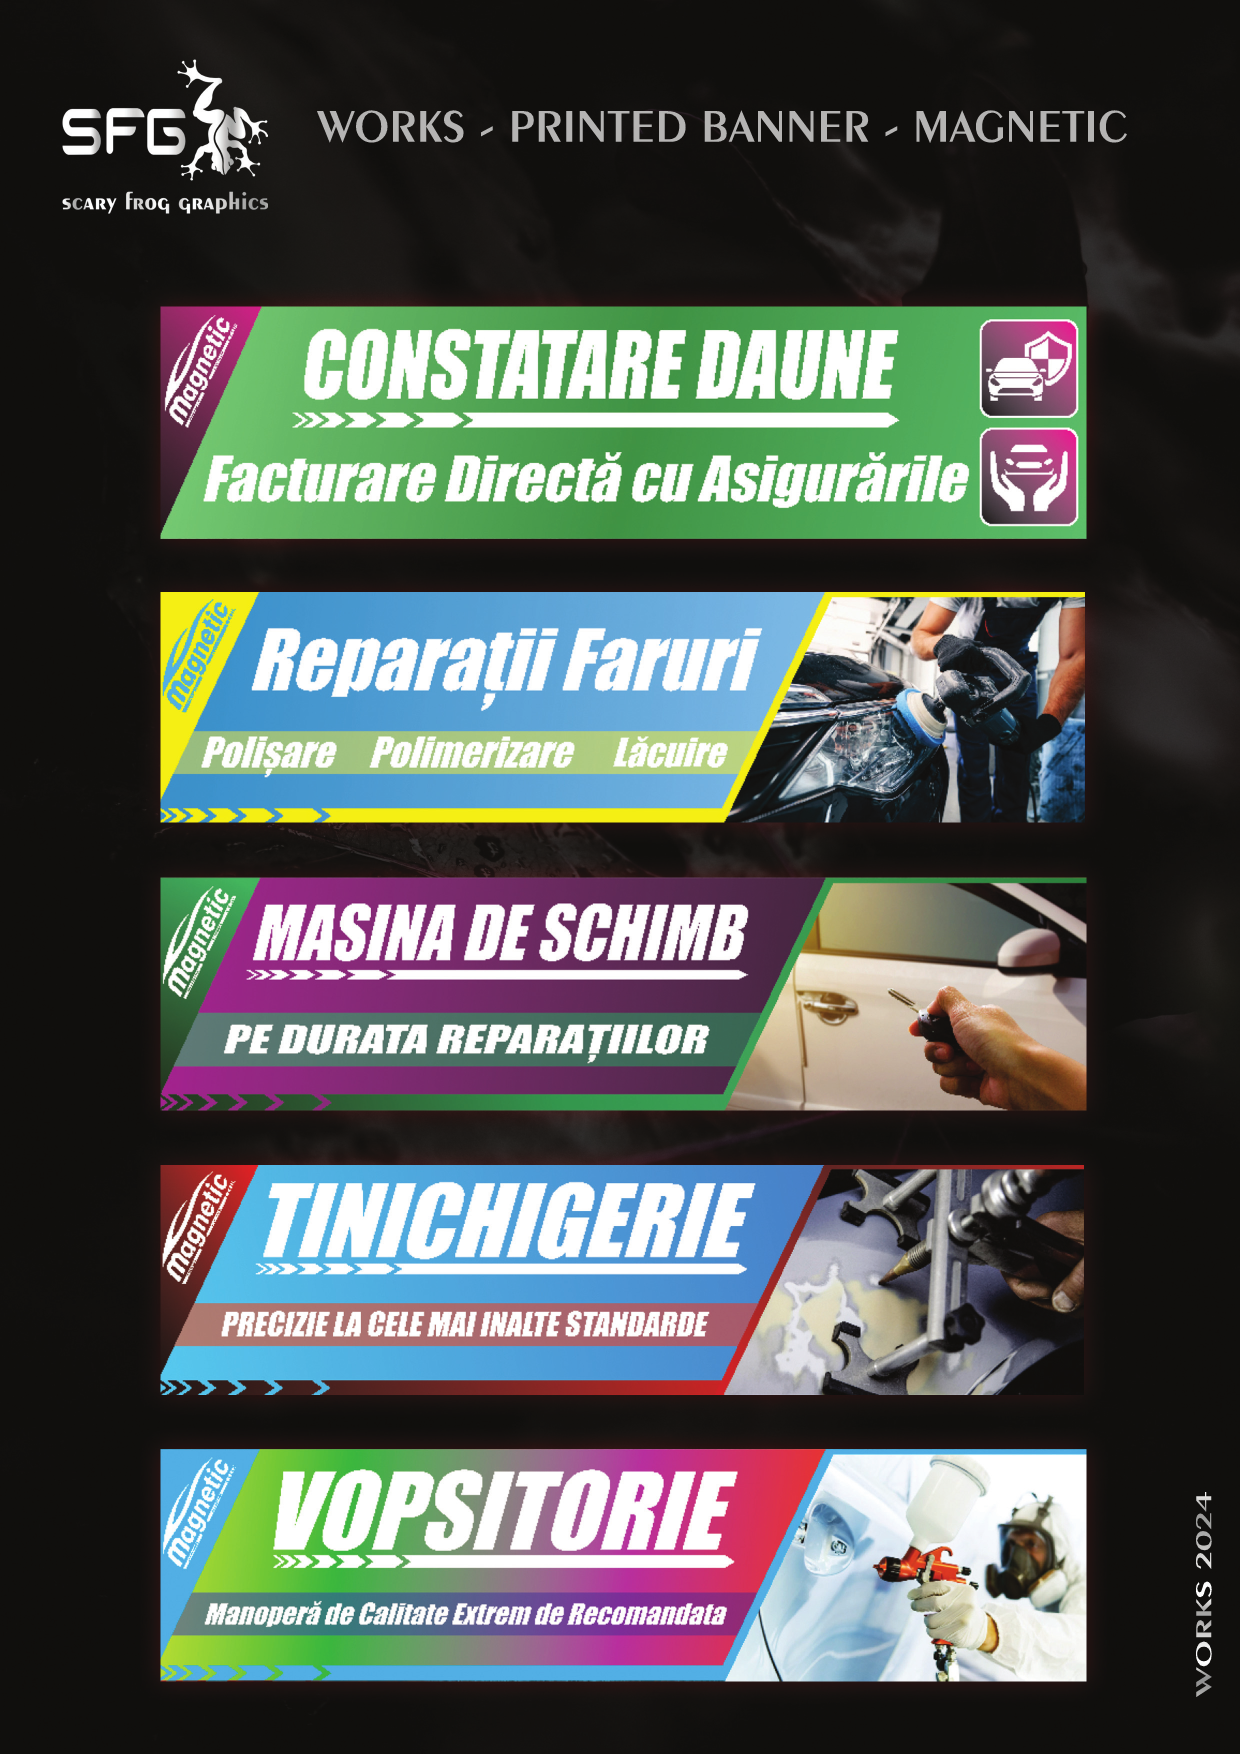 SFG
scary frog graphics
WORKS - PRINTED BANNER - MAGNETIC
magnetic
CONSTATARE DAUNE
Facturare Directă cu Asigurările
magnetic
Reparații Faruri
Polișare Polimerizare Lăcuire
magnetic
MASINA DE SCHIMB
PE DURATA REPARAȚIILOR
magnetic
TINICHIGERIE
PRECIZIE LA CELE MAI INALTE STANDARDE
magnetic
VOPSITORIE
Manoperă de Calitate Extrem de Recomandata
WORKS 2024